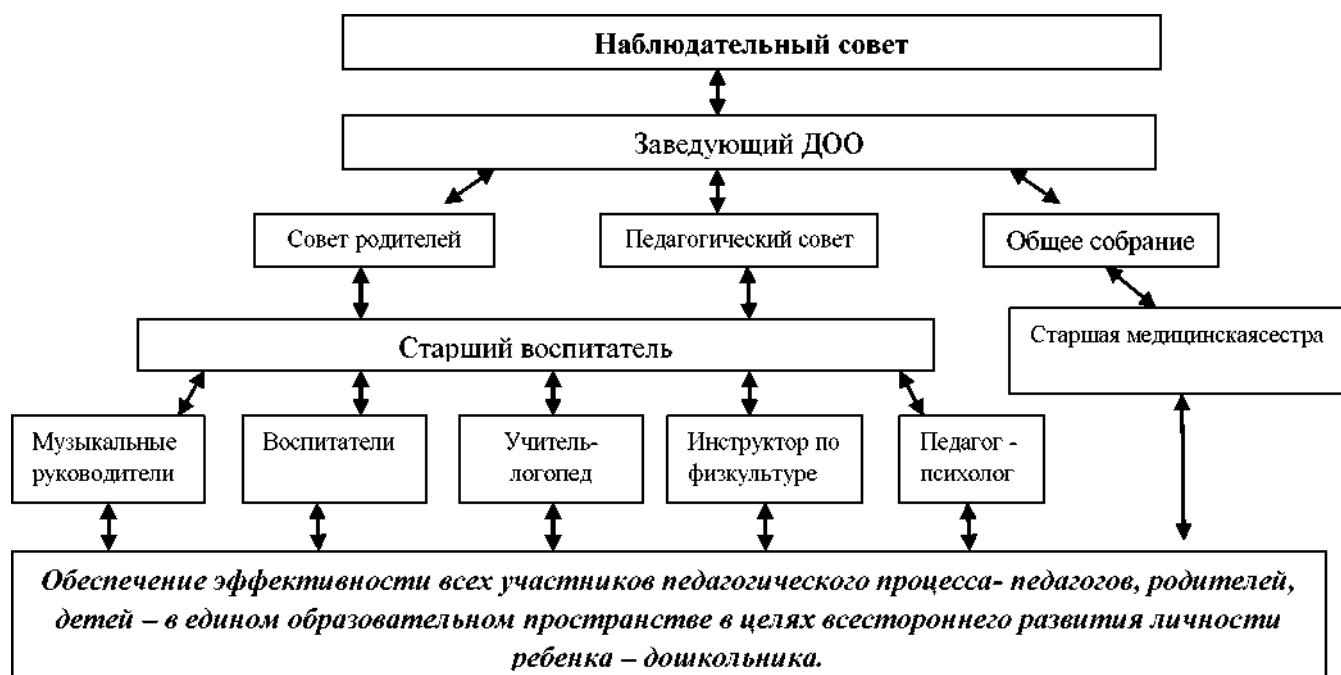 Наблюдательный совет
Заведующий ДОО
Совет родителей
Педагогический совет
Общее собрание
Старшая медицинскаясестра
Старший воспитатель
Музыкальные
руководители
Воспитатели
Учитель-
логопед
Инструктор по
физкультуре
Педагог -
психолог
Обеспечение эффективности всех участников педагогического процесса- педагогов, родителей,
детей – в едином образовательном пространстве в целях всестороннего развития личности
ребенка – дошкольника.